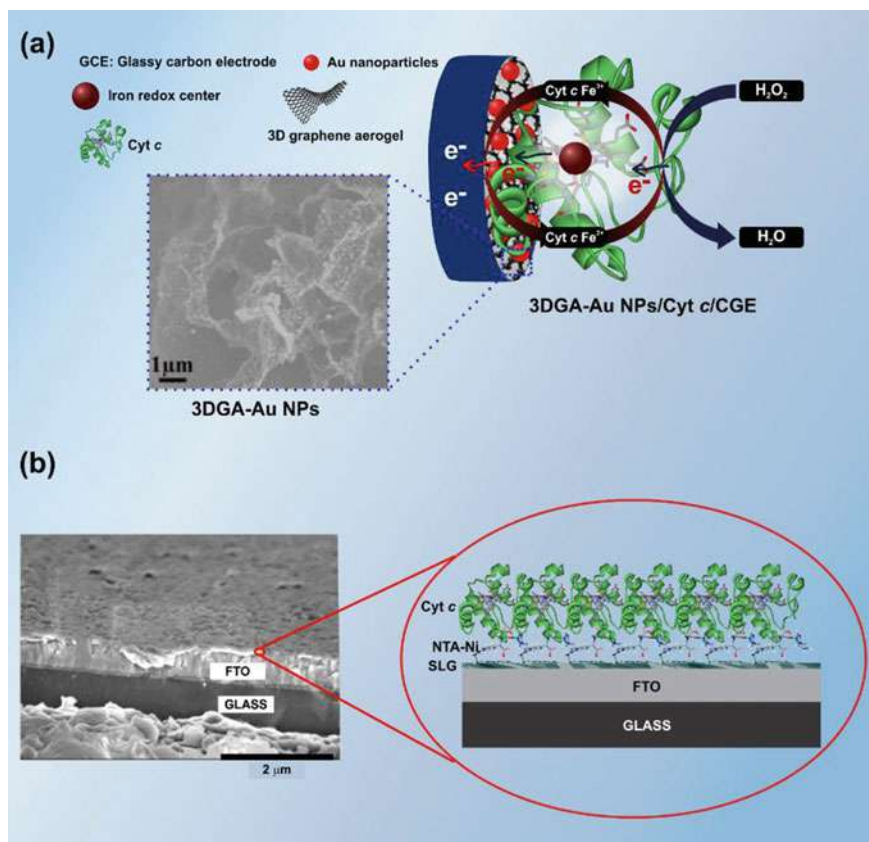 (a)
GCE: Glassy carbon electrode
Au nanoparticles
Iron redox center
3D graphene aerogel
Cyt c
Cyt c Fe³⁺
H₂O₂
e⁻
e⁻
e⁻
e⁻
Cyt c Fe²⁺
H₂O
3DGA-Au NPs/Cyt c/CGE
1μm
3DGA-Au NPs
(b)
FTO
GLASS
2 μm
Cyt c
NTA-Ni
SLG
FTO
GLASS